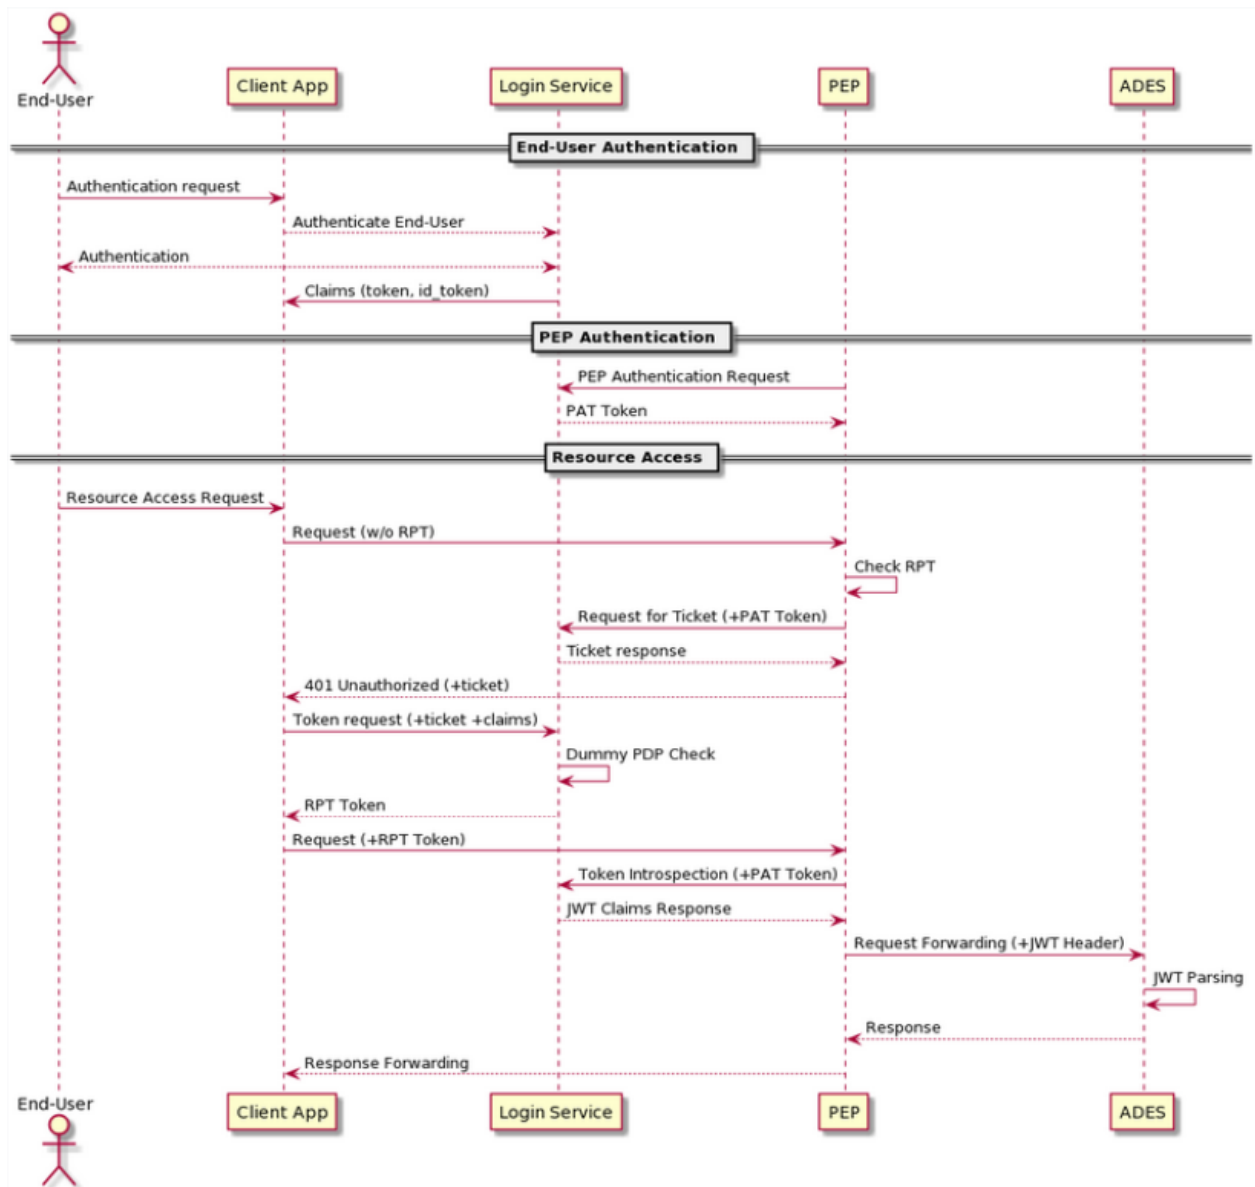 End-User
Client App
Login Service
PEP
ADES
End-User Authentication
Authentication request
Authenticate End-User
Authentication
Claims (token, id_token)
PEP Authentication
PEP Authentication Request
PAT Token
Resource Access
Resource Access Request
Request (w/o RPT)
Check RPT
Request for Ticket (+PAT Token)
Ticket response
401 Unauthorized (+ticket)
Token request (+ticket +claims)
Dummy PDP Check
RPT Token
Request (+RPT Token)
Token Introspection (+PAT Token)
JWT Claims Response
Request Forwarding (+JWT Header)
JWT Parsing
Response
Response Forwarding
End-User
Client App
Login Service
PEP
ADES